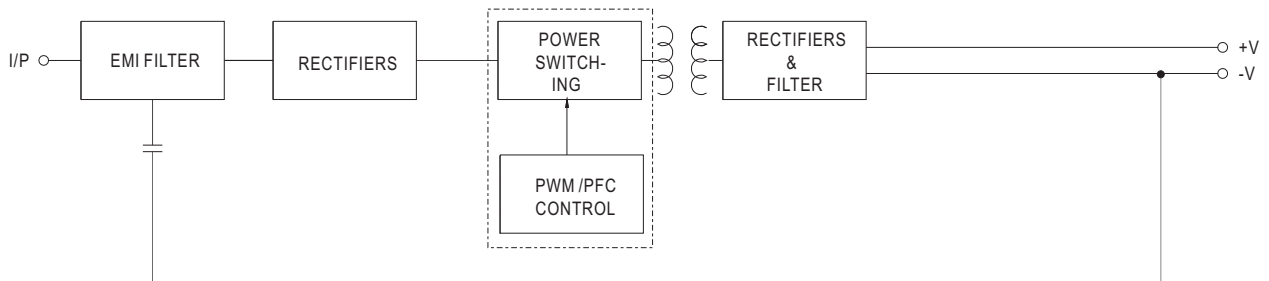 I/P
EMI FILTER
RECTIFIERS
POWER
SWITCH-
ING
RECTIFIERS
&
FILTER
+V
-V
PWM /PFC
CONTROL